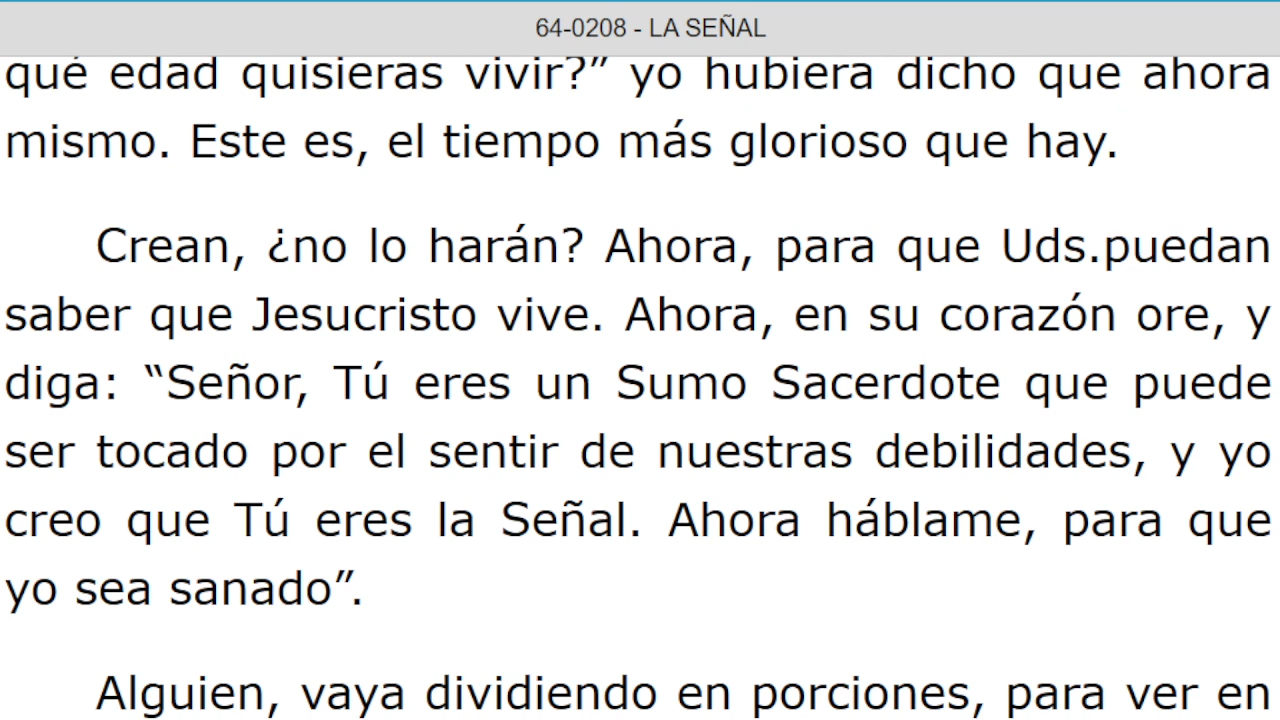 64-0208 - LA SEÑAL
qué edad quisieras vivir?” yo hubiera dicho que ahora
mismo. Este es, el tiempo más glorioso que hay.
Crean, ¿no lo harán? Ahora, para que Uds.puedan
saber que Jesucristo vive. Ahora, en su corazón ore, y
diga: “Señor, Tú eres un Sumo Sacerdote que puede
ser tocado por el sentir de nuestras debilidades, y yo
creo que Tú eres la Señal. Ahora háblame, para que
yo sea sanado”.
Alguien, vaya dividiendo en porciones, para ver en